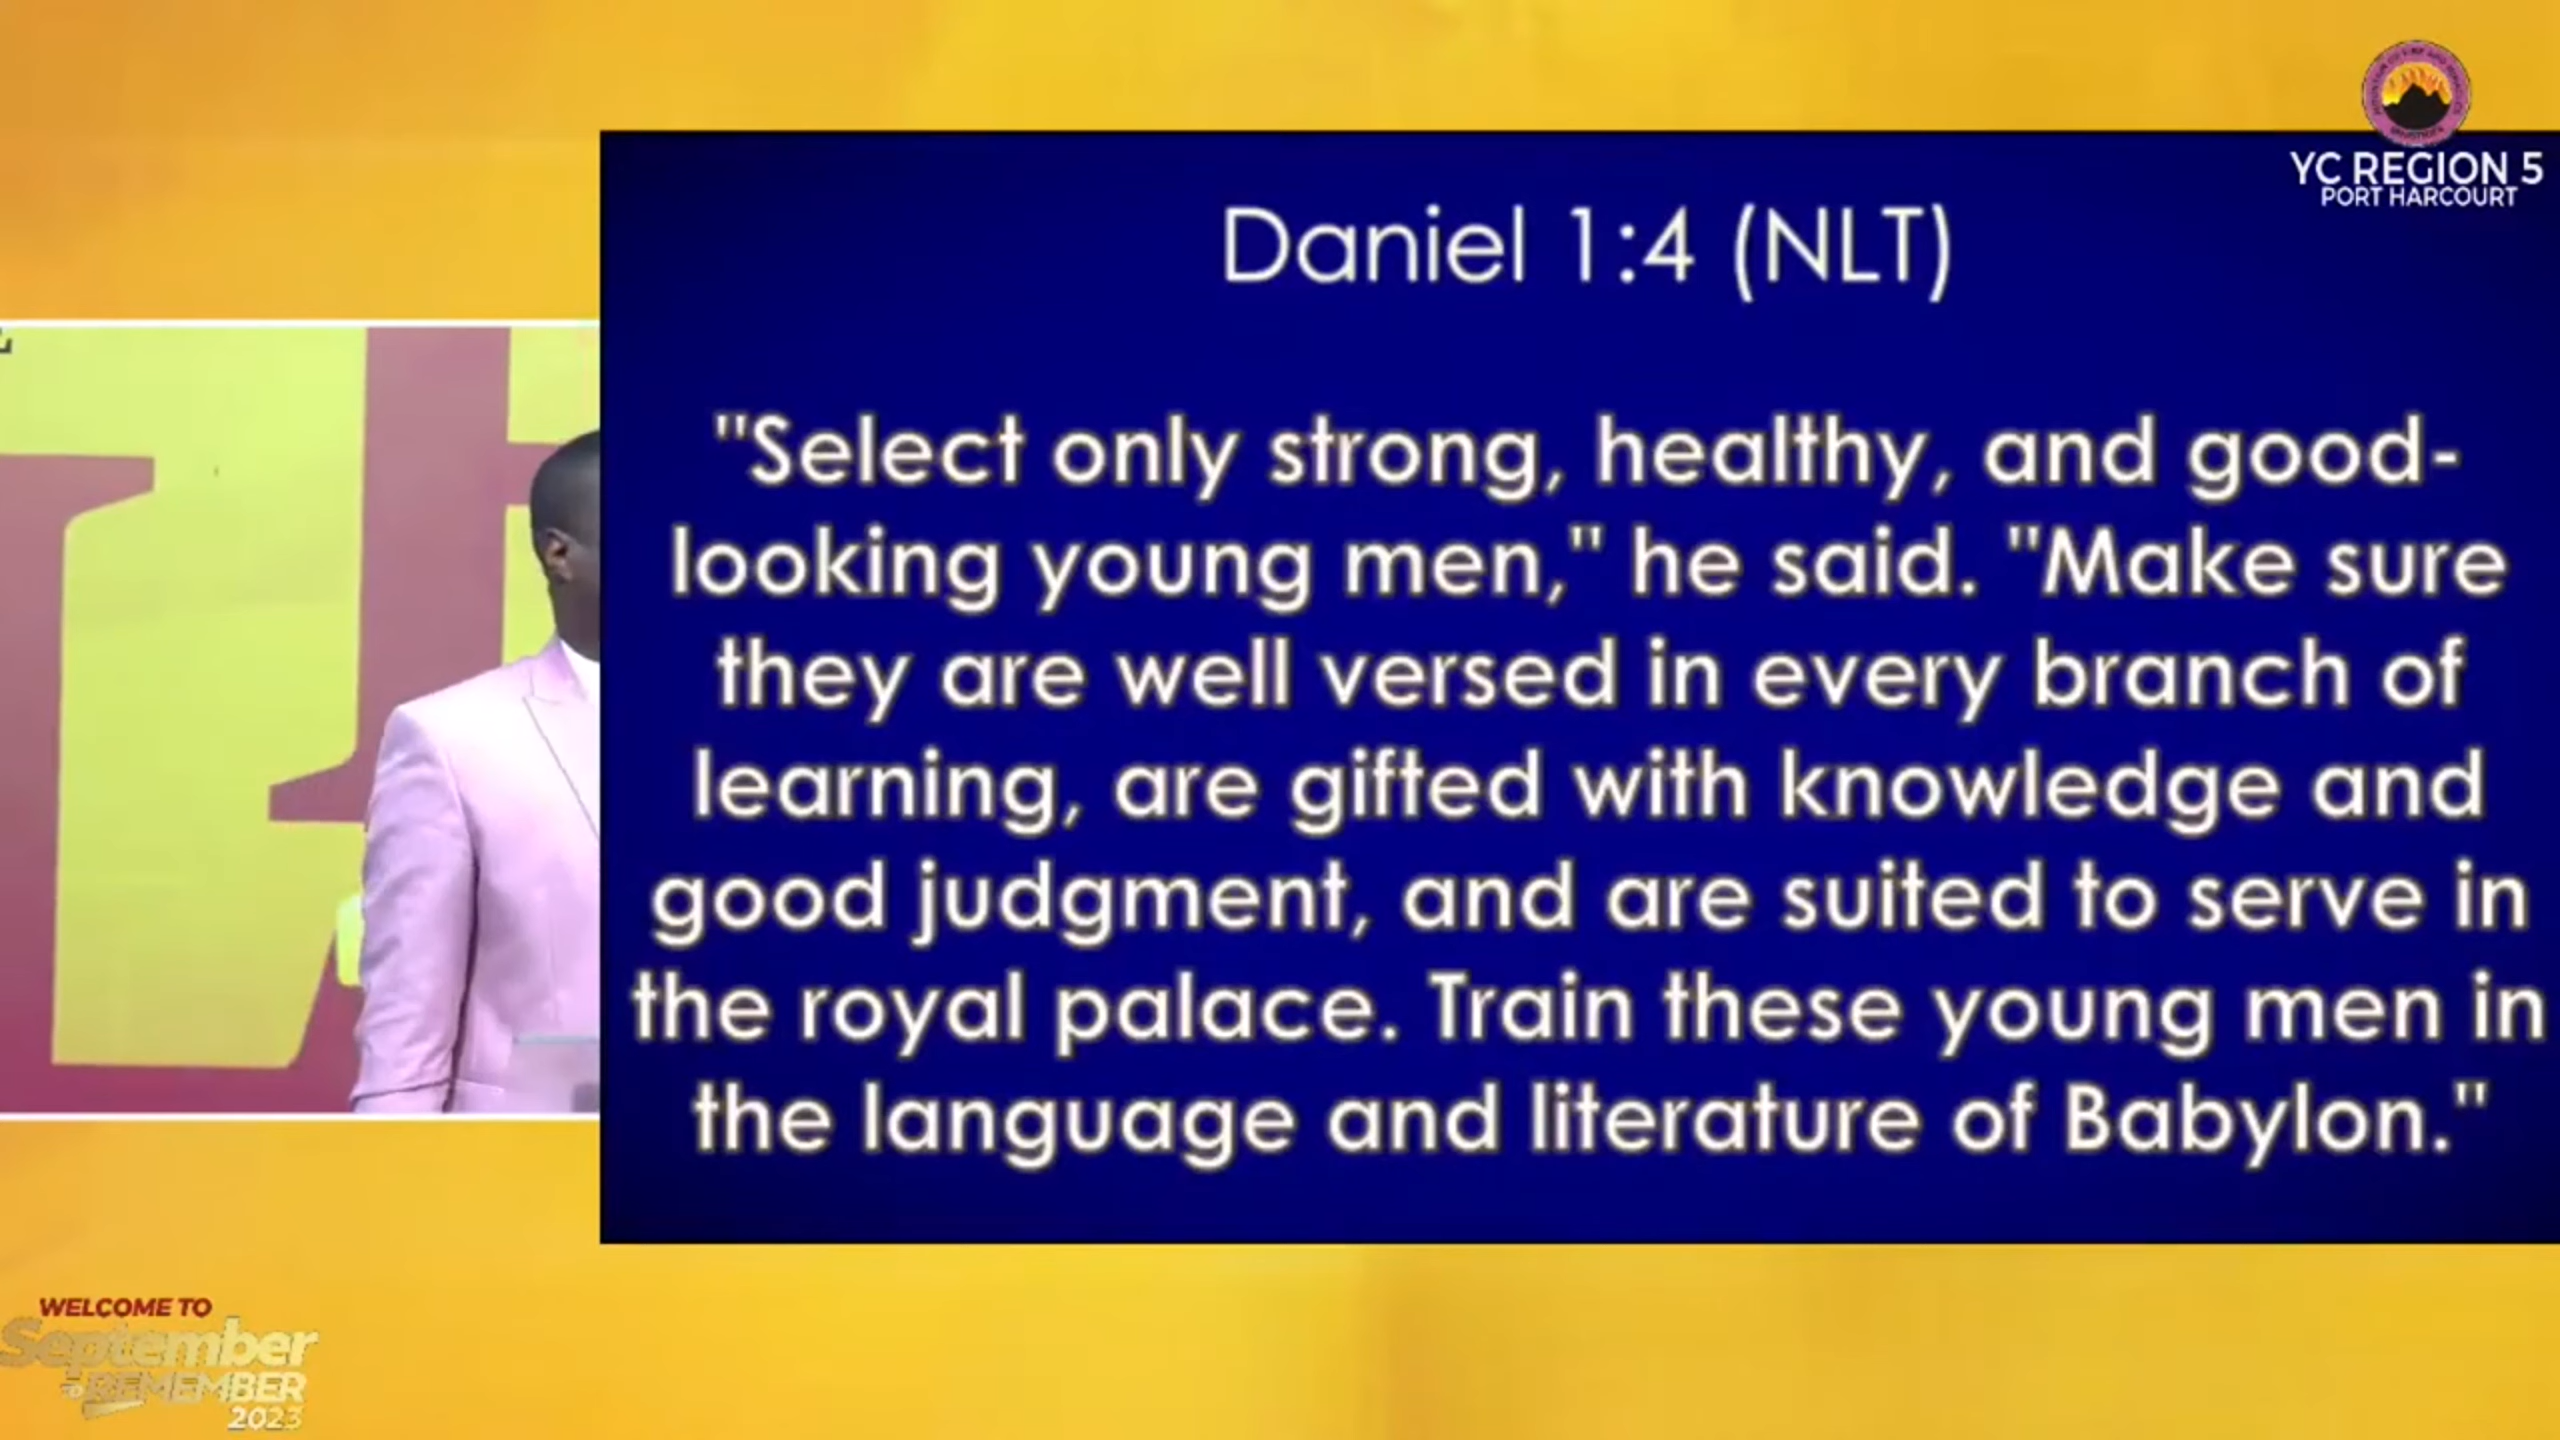 YC REGION 5
PORT HARCOURT
Daniel 1:4 (NLT)
"Select only strong, healthy, and good-
looking young men," he said. "Make sure
they are well versed in every branch of
learning, are gifted with knowledge and
good judgment, and are suited to serve in
the royal palace. Train these young men in
the language and literature of Babylon."
WELCOME TO
September
TO REMEMBER
2023